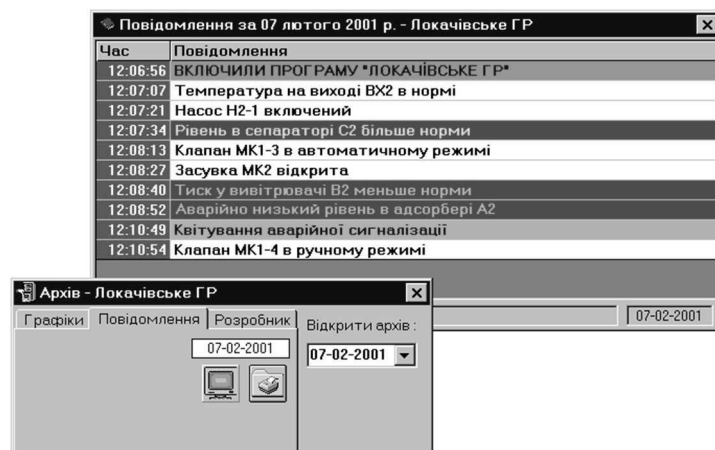 Повідомлення за 07 лютого 2001 р. - Локачівське ГР
Час Повідомлення
12:06:56 ВКЛЮЧИЛИ ПРОГРАМУ "ЛОКАЧІВСЬКЕ ГР"
12:07:07 Температура на виході ВХ2 в нормі
12:07:21 Насос Н2-1 включений
12:07:34 Рівень в сепараторі С2 більше норми
12:08:13 Клапан МК1-3 в автоматичному режимі
12:08:27 Засувка МК2 відкрита
12:08:40 Тиск у вивітрювачі В2 меньше норми
12:08:52 Аварійно низький рівень в адсорбері А2
12:10:49 Квітування аварійної сигналізації
12:10:54 Клапан МК1-4 в ручному режимі
07-02-2001
Архів - Локачівське ГР
Графіки Повідомлення Розробник
Відкрити архів :
07-02-2001
07-02-2001